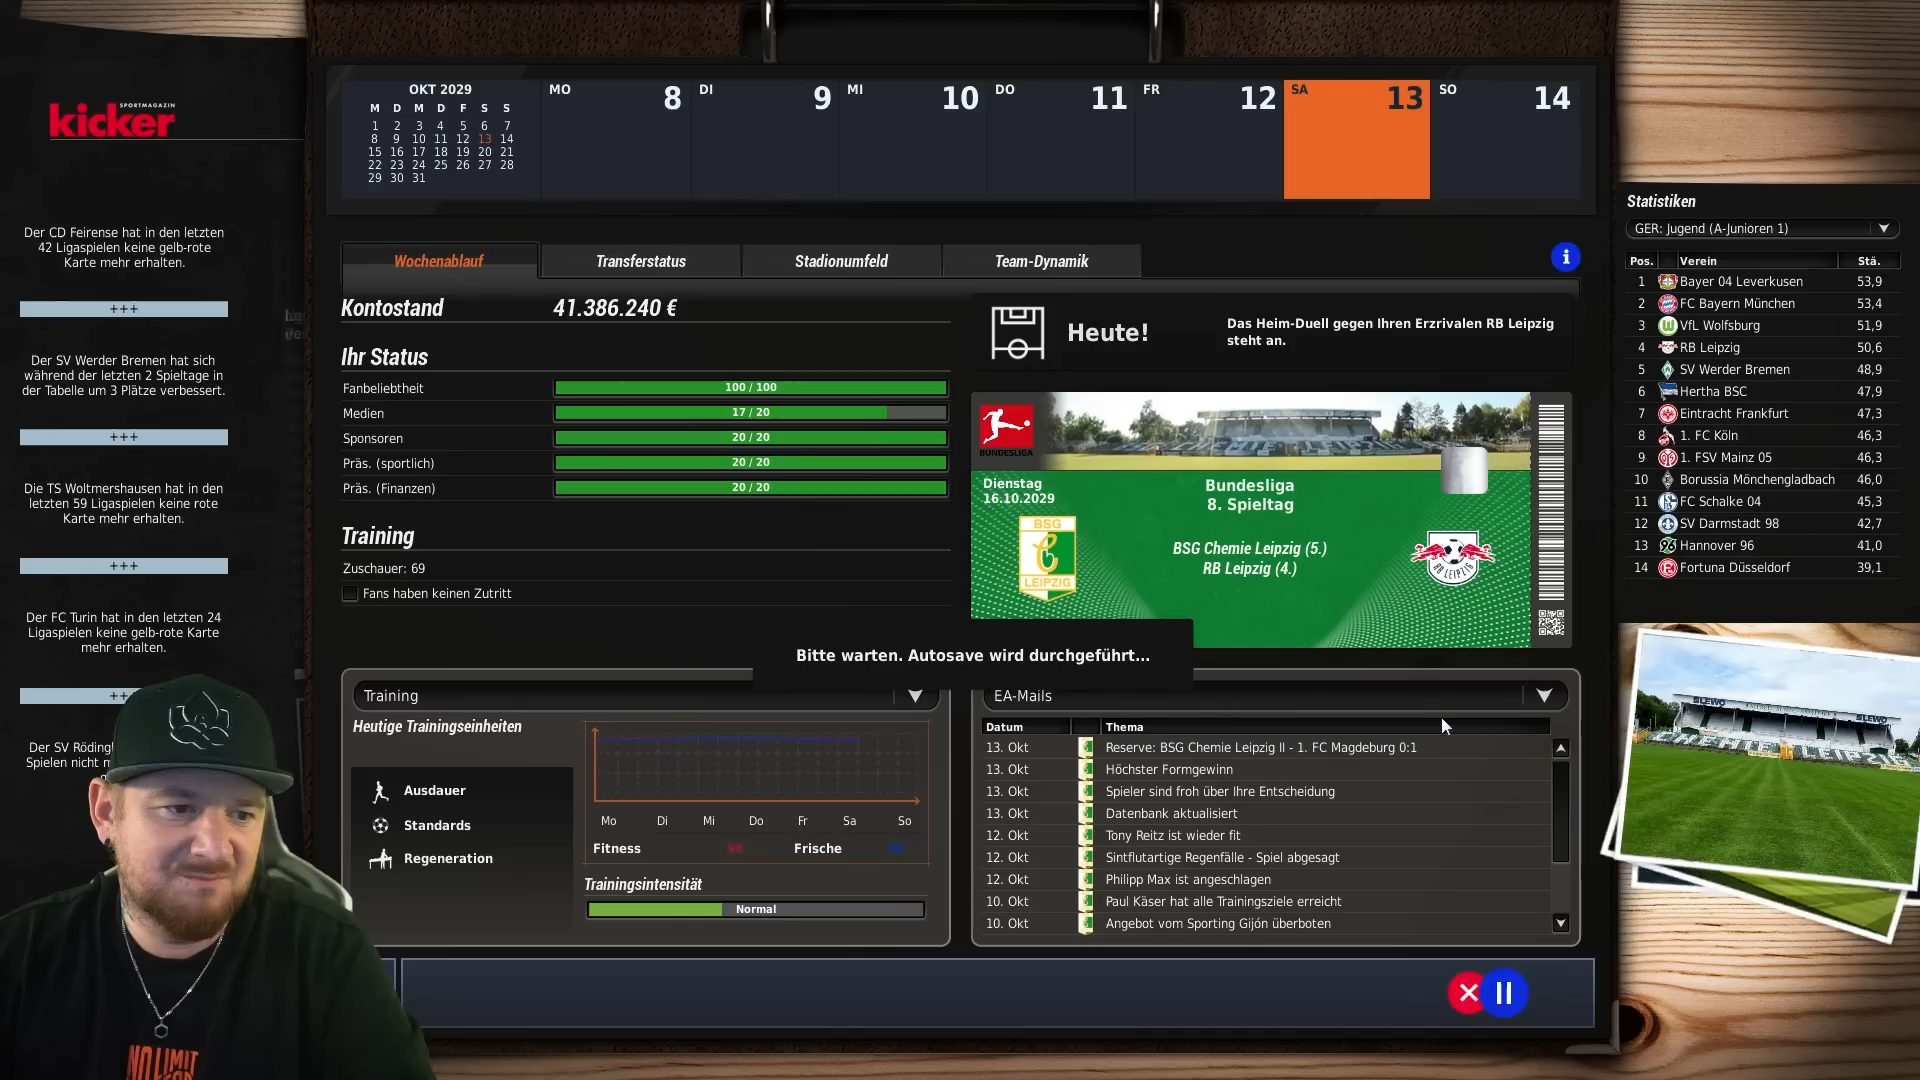 kicker
SPORTMAGAZIN
Der CD Feirense hat in den letzten
42 Ligaspielen keine gelb-rote
Karte mehr erhalten.
+++
Der SV Werder Bremen hat sich
während der letzten 2 Spieltage in
der Tabelle um 3 Plätze verbessert.
+++
Die TS Woltmershausen hat in den
letzten 59 Ligaspielen keine rote
Karte mehr erhalten.
+++
Der FC Turin hat in den letzten 24
Ligaspielen keine gelb-rote Karte
mehr erhalten.
++
Der SV
Spielen nicht
NO LIMIT
OKT 2029
M D M D F S S
1 2 3 4 5 6 7
8 9 10 11 12 13 14
15 16 17 18 19 20 21
22 23 24 25 26 27 28
29 30 31
MO 8
DI 9
MI 10
DO 11
FR 12
SA 13
SO 14
Wochenablauf
Transferstatus
Stadionumfeld
Team-Dynamik
i
Kontostand 41.386.240 €
Ihr Status
Fanbeliebtheit 100 / 100
Medien 17 / 20
Sponsoren 20 / 20
Präs. (sportlich) 20 / 20
Präs. (Finanzen) 20 / 20
Training
Zuschauer: 69
Fans haben keinen Zutritt
Heute!
Das Heim-Duell gegen Ihren Erzrivalen RB Leipzig
steht an.
BUNDESLIGA
Dienstag
16.10.2029
Bundesliga
8. Spieltag
BSG
LEIPZIG
BSG Chemie Leipzig (5.)
RB Leipzig (4.)
RB LEIPZIG
Bitte warten. Autosave wird durchgeführt...
Training
Heutige Trainingseinheiten
Ausdauer
Standards
Regeneration
Mo Di Mi Do Fr Sa So
Fitness Frische
Trainingsintensität
Normal
EA-Mails
Datum Thema
13. Okt Reserve: BSG Chemie Leipzig II - 1. FC Magdeburg 0:1
13. Okt Höchster Formgewinn
13. Okt Spieler sind froh über Ihre Entscheidung
13. Okt Datenbank aktualisiert
12. Okt Tony Reitz ist wieder fit
12. Okt Sintflutartige Regenfälle - Spiel abgesagt
12. Okt Philipp Max ist angeschlagen
10. Okt Paul Käser hat alle Trainingsziele erreicht
10. Okt Angebot vom Sporting Gijón überboten
Statistiken
GER: Jugend (A-Junioren 1)
Pos. Verein Stä.
1 Bayer 04 Leverkusen 53,9
2 FC Bayern München 53,4
3 VfL Wolfsburg 51,9
4 RB Leipzig 50,6
5 SV Werder Bremen 48,9
6 Hertha BSC 47,9
7 Eintracht Frankfurt 47,3
8 1. FC Köln 46,3
9 1. FSV Mainz 05 46,3
10 Borussia Mönchengladbach 46,0
11 FC Schalke 04 45,3
12 SV Darmstadt 98 42,7
13 Hannover 96 41,0
14 Fortuna Düsseldorf 39,1